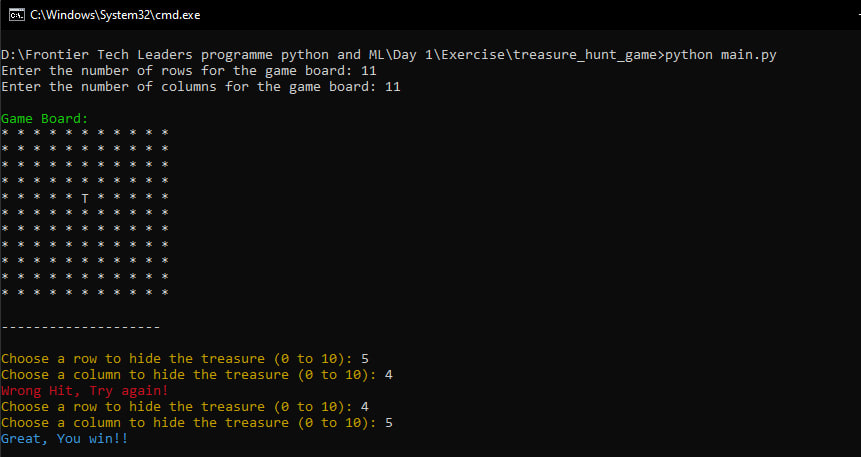 C:\Windows\System32\cmd.exe
D:\Frontier Tech Leaders programme python and ML\Day 1\Exercise\treasure_hunt_game>python main.py
Enter the number of rows for the game board: 11
Enter the number of columns for the game board: 11
Game Board:
* * * * * * * * * * *
* * * * * * * * * * *
* * * * * * * * * * *
* * * * * * * * * * *
* * * * * T * * * * *
* * * * * * * * * * *
* * * * * * * * * * *
* * * * * * * * * * *
* * * * * * * * * * *
* * * * * * * * * * *
* * * * * * * * * * *
--------------------
Choose a row to hide the treasure (0 to 10): 5
Choose a column to hide the treasure (0 to 10): 4
Wrong Hit, Try again!
Choose a row to hide the treasure (0 to 10): 4
Choose a column to hide the treasure (0 to 10): 5
Great, You win!!